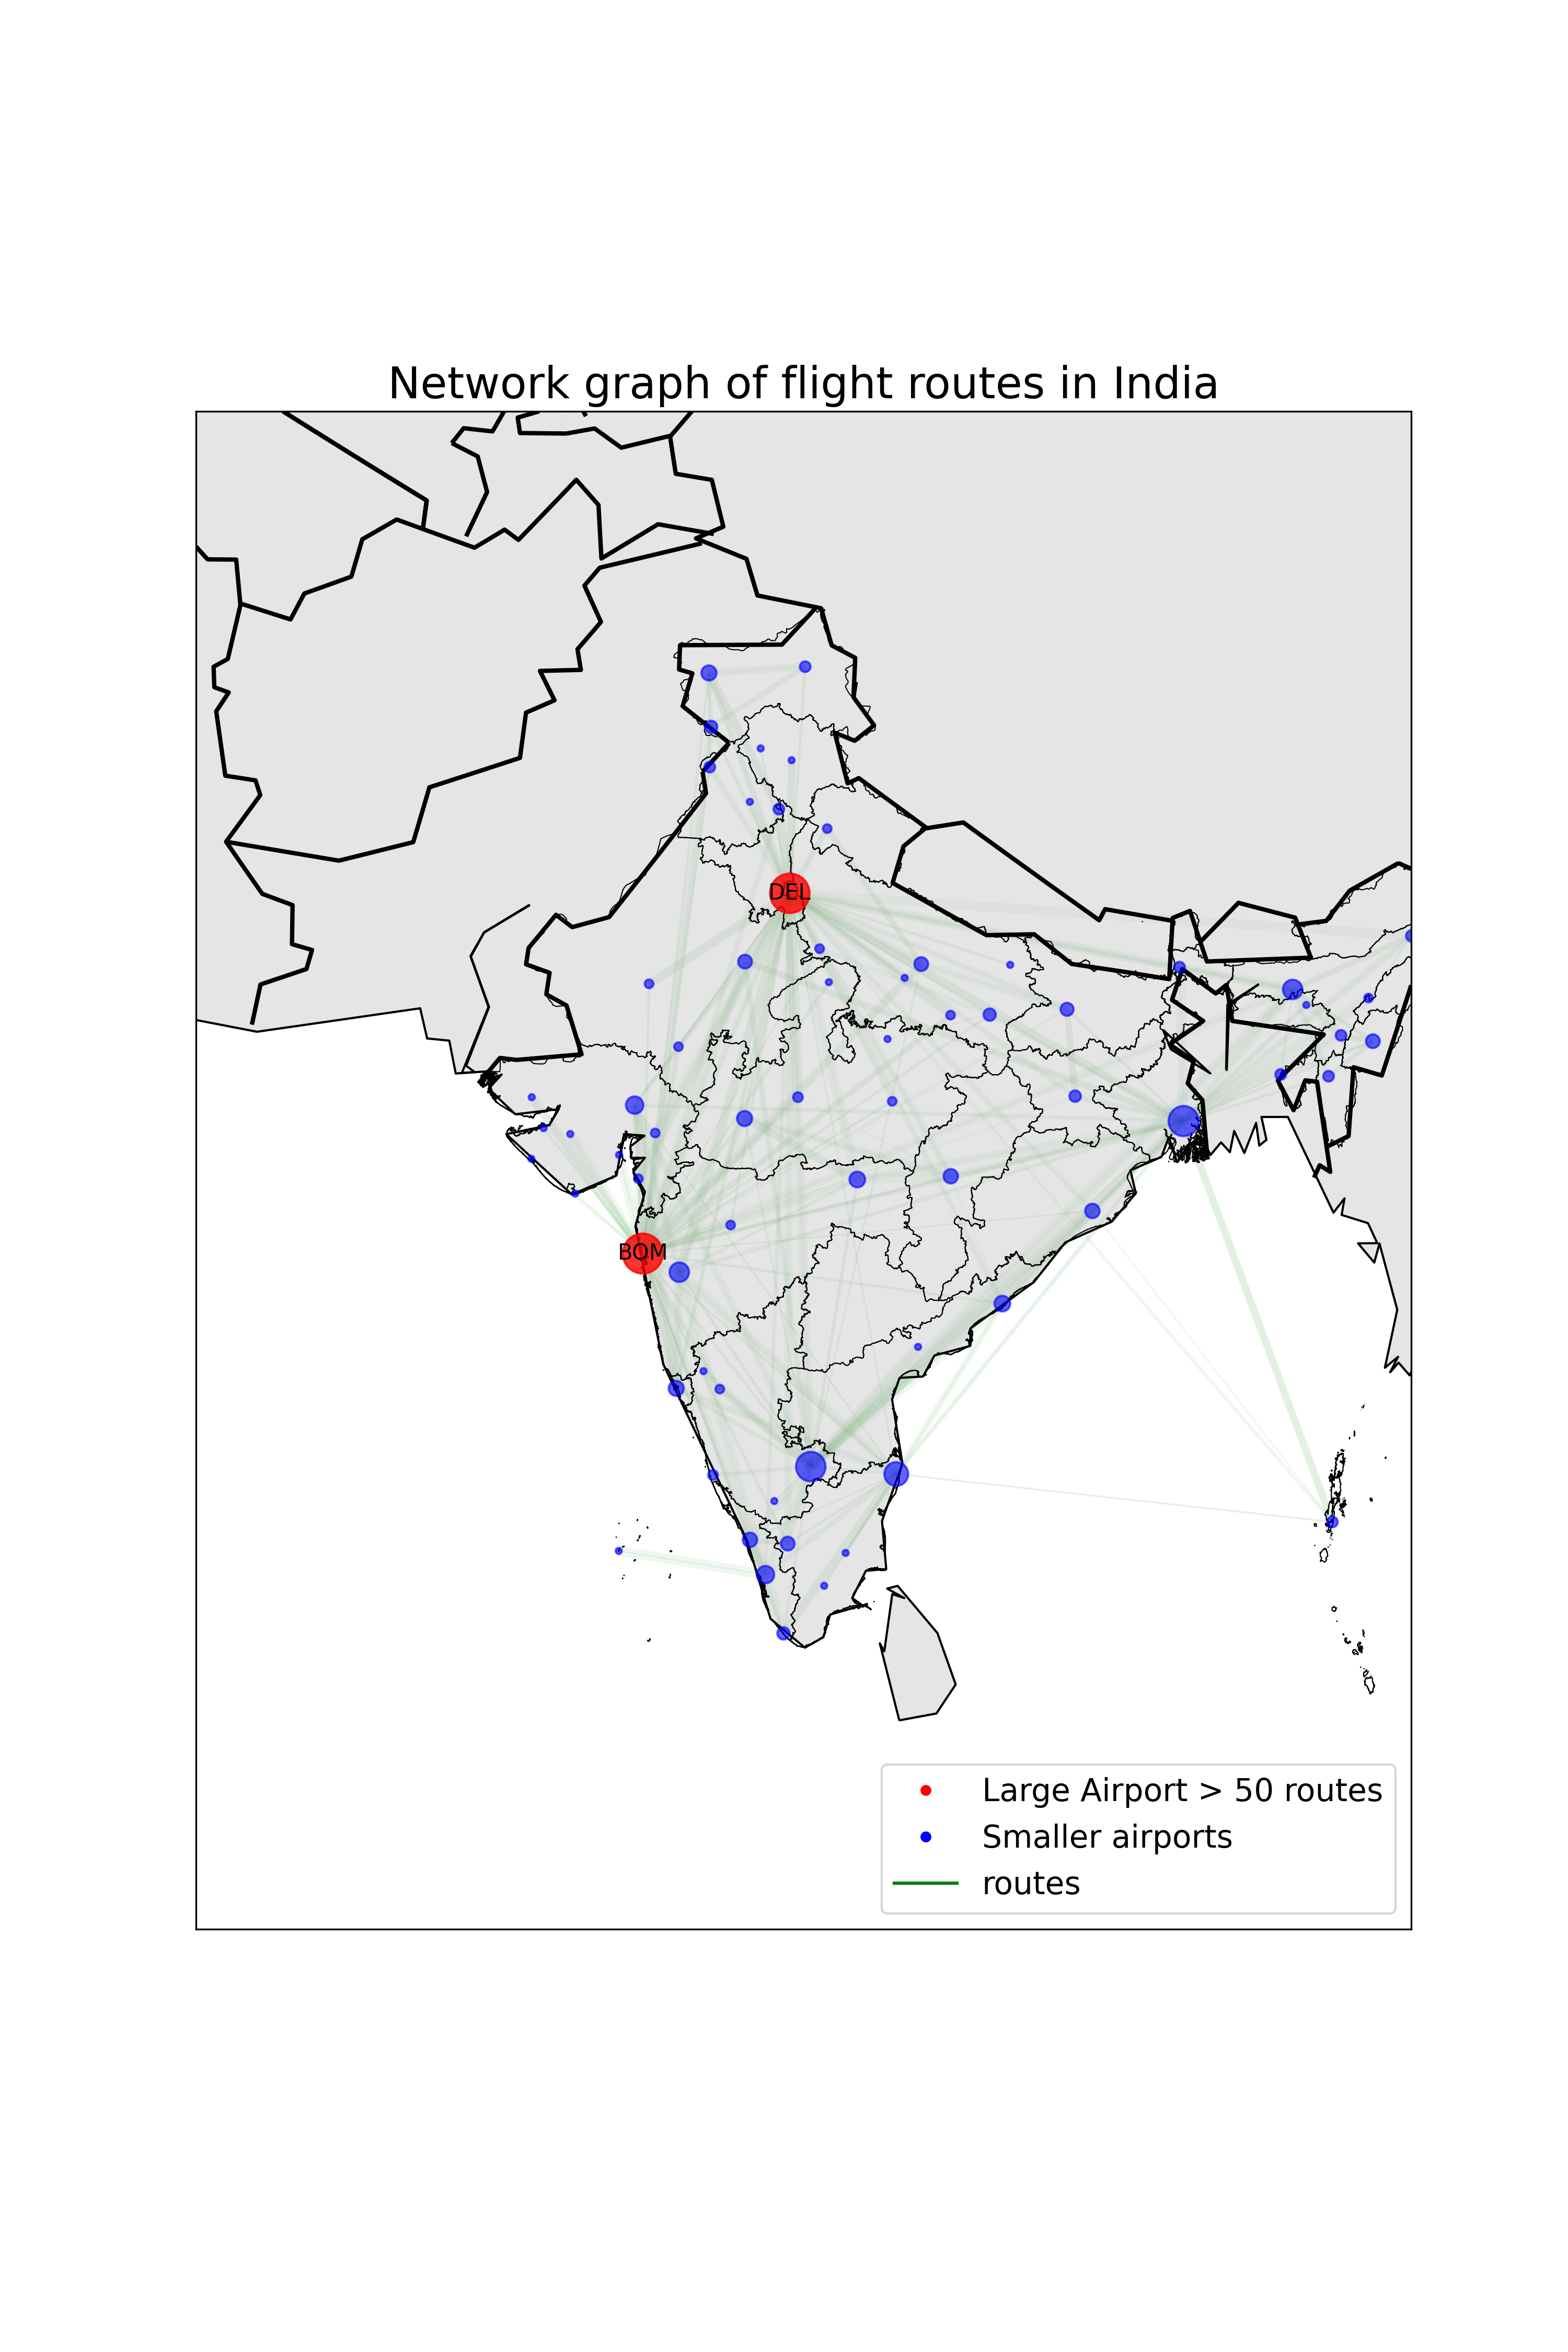 Network graph of flight routes in India
DEL
BOM
Large Airport > 50 routes
Smaller airports
routes